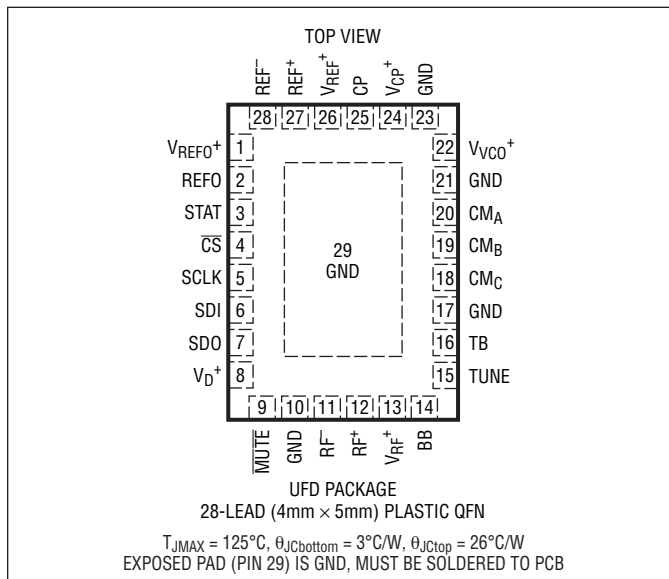 TOP VIEW
REF⁻ REF⁺ V_REF⁺ CP V_CP⁺ GND
28 27 26 25 24 23
V_REFO⁺ 1 22 V_VCO⁺
REFO 2 21 GND
STAT 3 20 CM_A
C̅S̅ 4 19 CM_B
SCLK 5 18 CM_C
SDI 6 17 GND
SDO 7 16 TB
V_D⁺ 8 15 TUNE
29
GND
9 10 11 12 13 14
M̅U̅T̅E̅ GND RF⁻ RF⁺ V_RF⁺ BB
UFD PACKAGE
28-LEAD (4mm × 5mm) PLASTIC QFN
T_JMAX = 125°C, θ_JCbottom = 3°C/W, θ_JCtop = 26°C/W
EXPOSED PAD (PIN 29) IS GND, MUST BE SOLDERED TO PCB